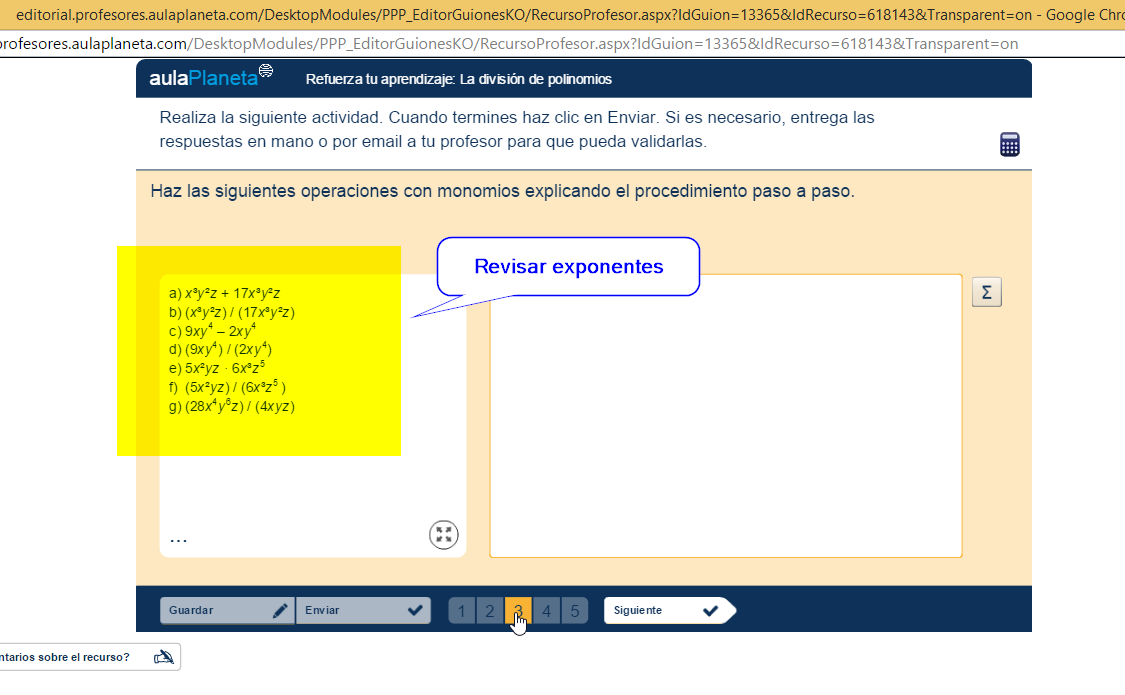 editorial.profesores.aulaplaneta.com/DesktopModules/PPP_EditorGuionesKO/RecursoProfesor.aspx?IdGuion=13365&IdRecurso=618143&Transparent=on - Google Chro
rofesores.aulaplaneta.com/DesktopModules/PPP_EditorGuionesKO/RecursoProfesor.aspx?IdGuion=13365&IdRecurso=618143&Transparent=on
aulaPlaneta Refuerza tu aprendizaje: La división de polinomios
Realiza la siguiente actividad. Cuando termines haz clic en Enviar. Si es necesario, entrega las
respuestas en mano o por email a tu profesor para que pueda validarlas.
Haz las siguientes operaciones con monomios explicando el procedimiento paso a paso.
Revisar exponentes
a) x³y²z + 17x³y²z
b) (x³y²z) / (17x³y²z)
c) 9xy⁴ – 2xy⁴
d) (9xy⁴) / (2xy⁴)
e) 5x²yz · 6x³z⁵
f) (5x²yz) / (6x³z⁵ )
g) (28x⁴y⁶z) / (4xyz)
...
Σ
Guardar Enviar 1 2 3 4 5 Siguiente
ntarios sobre el recurso?